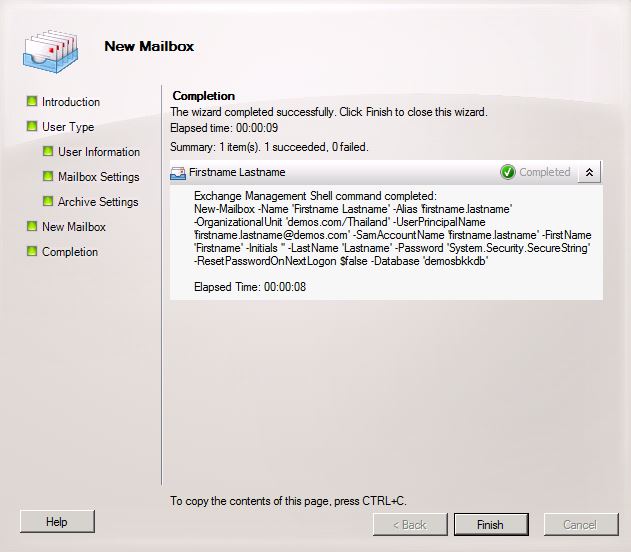 New Mailbox
Introduction
User Type
User Information
Mailbox Settings
Archive Settings
New Mailbox
Completion
Completion
The wizard completed successfully. Click Finish to close this wizard.
Elapsed time: 00:00:09
Summary: 1 item(s). 1 succeeded, 0 failed.
Firstname Lastname
Completed
Exchange Management Shell command completed:
New-Mailbox -Name 'Firstname Lastname' -Alias 'firstname.lastname'
-OrganizationalUnit 'demos.com/Thailand' -UserPrincipalName
'firstname.lastname@demos.com' -SamAccountName 'firstname.lastname' -FirstName
'Firstname' -Initials '' -LastName 'Lastname' -Password 'System.Security.SecureString'
-ResetPasswordOnNextLogon $false -Database 'demosbkkdb'
Elapsed Time: 00:00:08
To copy the contents of this page, press CTRL+C.
Help
< Back
Finish
Cancel